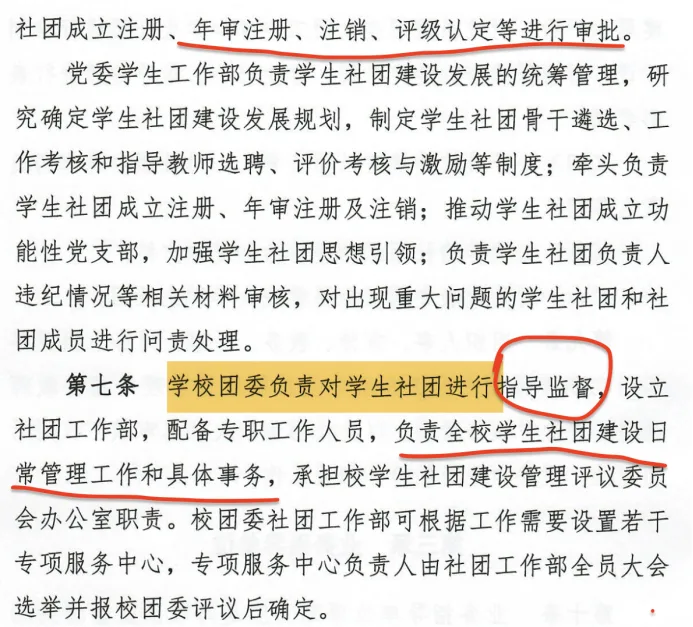 社团成立注册、年审注册、注销、评级认定等进行审批。
党委学生工作部负责学生社团建设发展的统筹管理，研
究确定学生社团建设发展规划，制定学生社团骨干遴选、工
作考核和指导教师选聘、评价考核与激励等制度；牵头负责
学生社团成立注册、年审注册及注销；推动学生社团成立功
能性党支部，加强学生社团思想引领；负责学生社团负责人
违纪情况等相关材料审核，对出现重大问题的学生社团和社
团成员进行问责处理。
第七条 学校团委负责对学生社团进行指导监督，设立
社团工作部，配备专职工作人员，负责全校学生社团建设日
常管理工作和具体事务，承担校学生社团建设管理评议委员
会办公室职责。校团委社团工作部可根据工作需要设置若干
专项服务中心，专项服务中心负责人由社团工作部全员大会
选举并报校团委评议后确定。